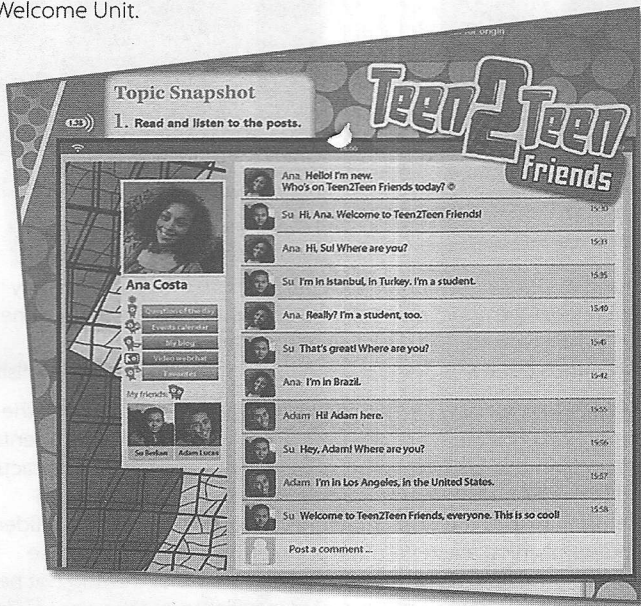 Welcome Unit.
origin
Topic Snapshot
1.38
1. Read and listen to the posts.
Teen2Teen
Friends
Ana Hello! I'm new.
Who's on Teen2Teen Friends today? ☺
Su Hi, Ana. Welcome to Teen2Teen Friends! 15:30
Ana Hi, Su! Where are you? 15:33
Su I'm in Istanbul, in Turkey. I'm a student. 15:35
Ana Really? I'm a student, too. 15:40
Su That's great! Where are you? 15:41
Ana I'm in Brazil. 15:42
Adam Hi! Adam here. 15:55
Su Hey, Adam! Where are you? 15:56
Adam I'm in Los Angeles, in the United States. 15:57
Su Welcome to Teen2Teen Friends, everyone. This is so cool! 15:58
Post a comment ...
Ana Costa
Question of the day
Events calendar
My blog
Video webchat
Favorites
My friends:
Su Berkan Adam Lucas